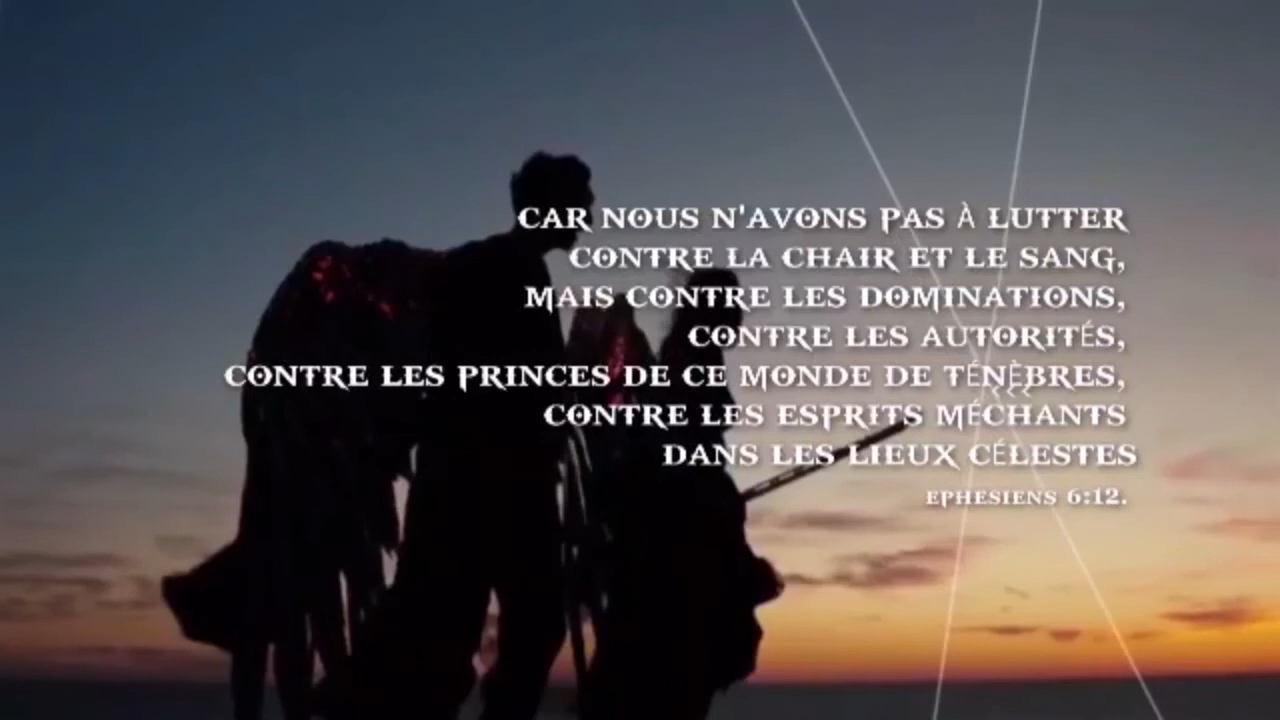 CAR NOUS N'AVONS PAS À LUTTER
CONTRE LA CHAIR ET LE SANG,
MAIS CONTRE LES DOMINATIONS,
CONTRE LES AUTORITÉS,
CONTRE LES PRINCES DE CE MONDE DE TÉNÈBRES,
CONTRE LES ESPRITS MÉCHANTS
DANS LES LIEUX CÉLESTES
EPHESIENS 6:12.